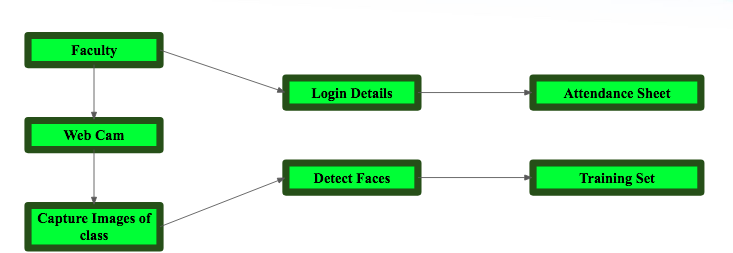 Faculty
Login Details
Attendance Sheet
Web Cam
Detect Faces
Training Set
Capture Images of
class